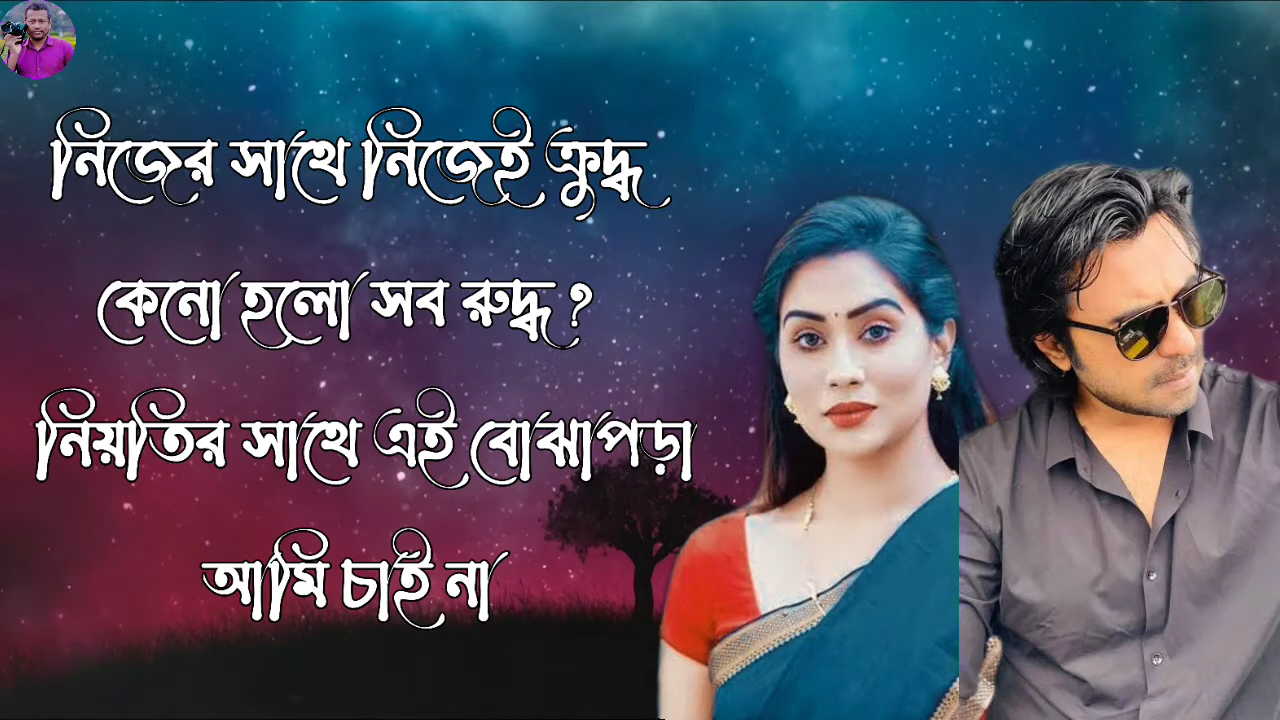 নিজের সাথে নিজেই ক্রুদ্ধ
কেনো হলো সব রুদ্ধ ?
নিয়তির সাথে এই বোঝাপড়া
আমি চাই না